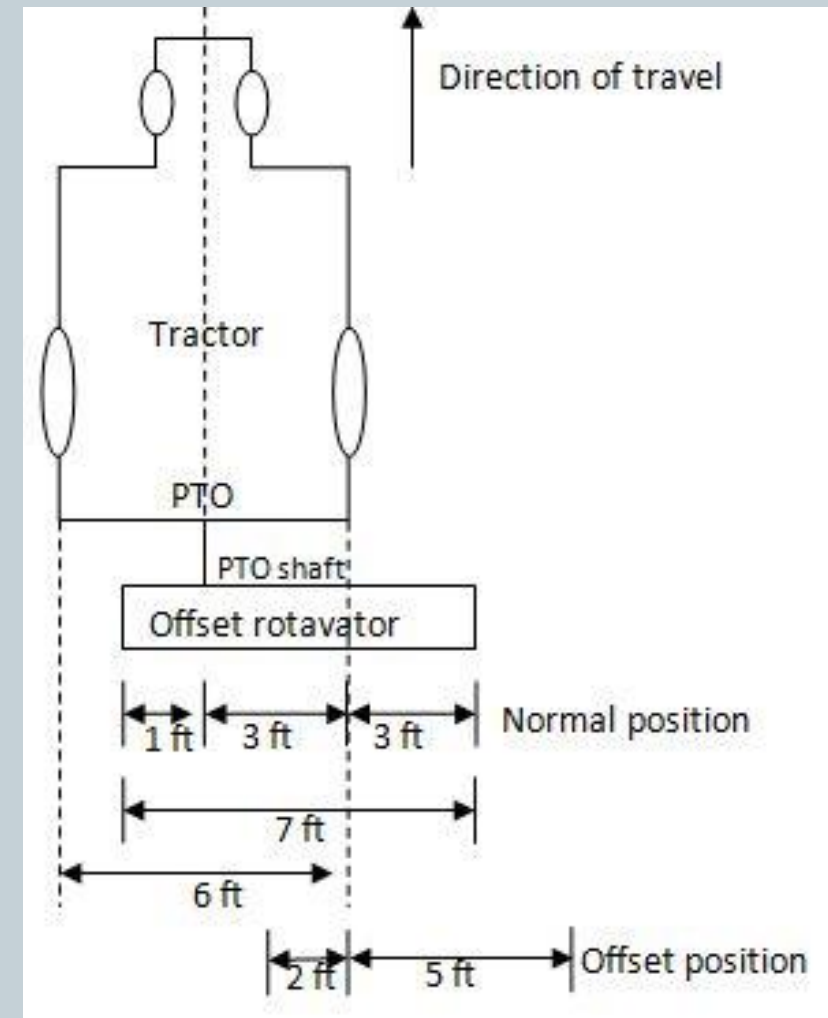 Direction of travel
Tractor
PTO
PTO shaft
Offset rotavator
1 ft
3 ft
3 ft
Normal position
7 ft
6 ft
2 ft
5 ft
Offset position